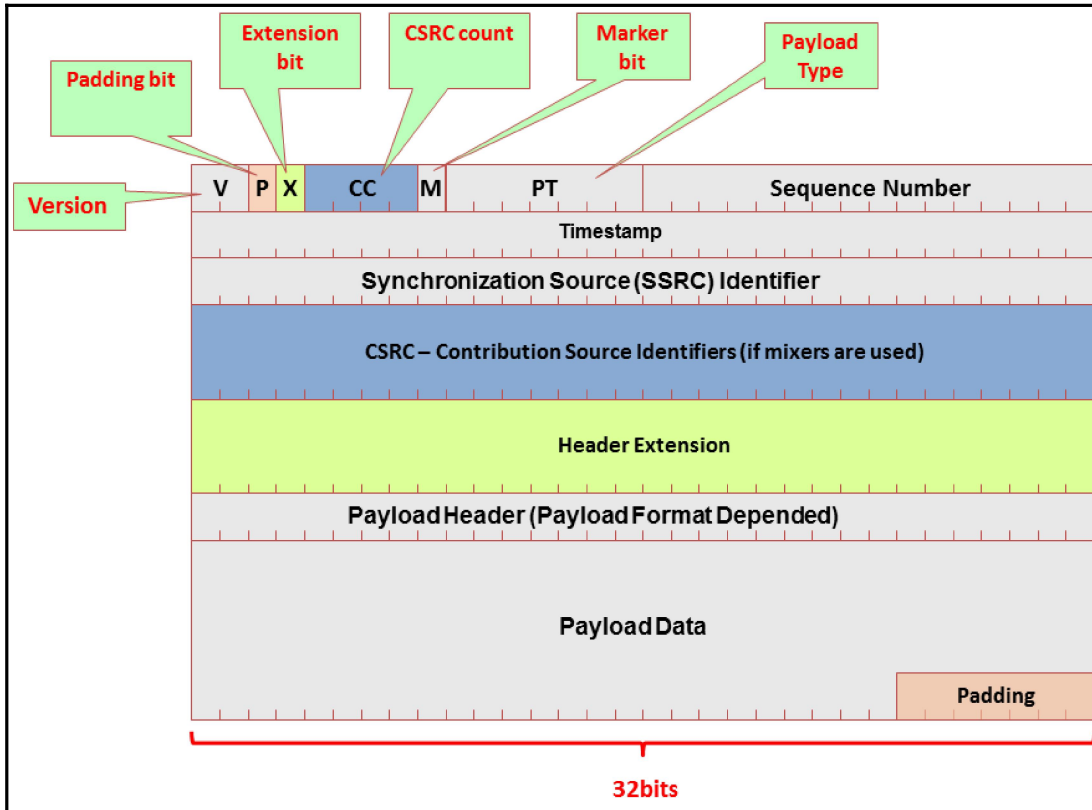 Extension
bit
CSRC count
Marker
bit
Payload
Type
Padding bit
Version
V
P
X
CC
M
PT
Sequence Number
Timestamp
Synchronization Source (SSRC) Identifier
CSRC – Contribution Source Identifiers (if mixers are used)
Header Extension
Payload Header (Payload Format Depended)
Payload Data
Padding
32bits